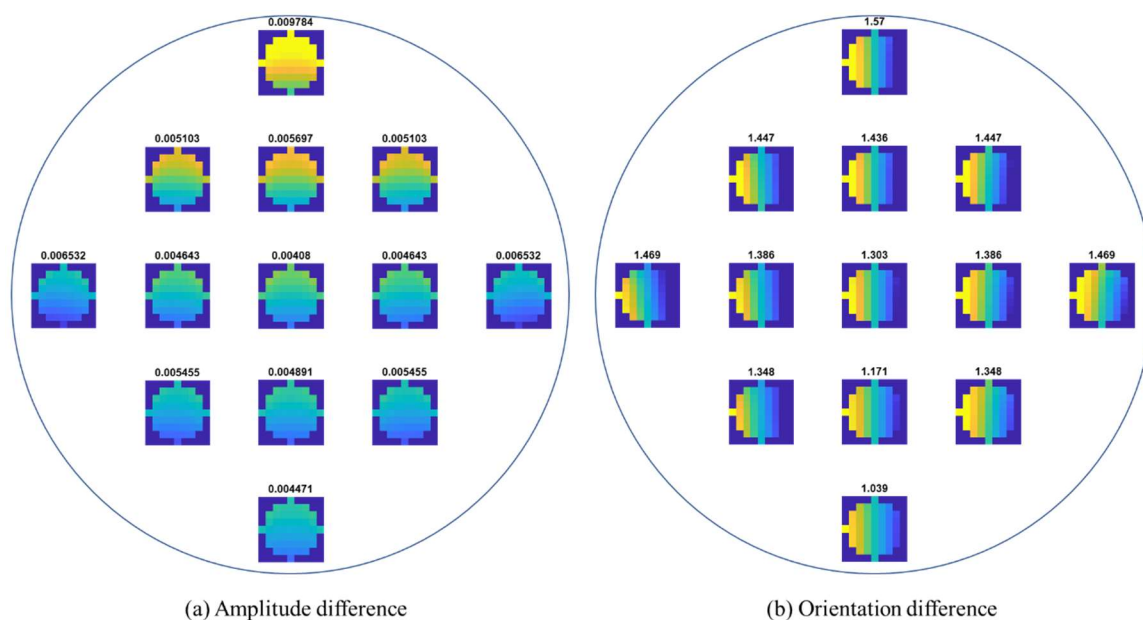 0.009784
1.57
0.005103 0.005697 0.005103
1.447 1.436 1.447
0.006532 0.004643 0.00408 0.004643 0.006532
1.469 1.386 1.303 1.386 1.469
0.005455 0.004891 0.005455
1.348 1.171 1.348
0.004471
1.039
(a) Amplitude difference
(b) Orientation difference